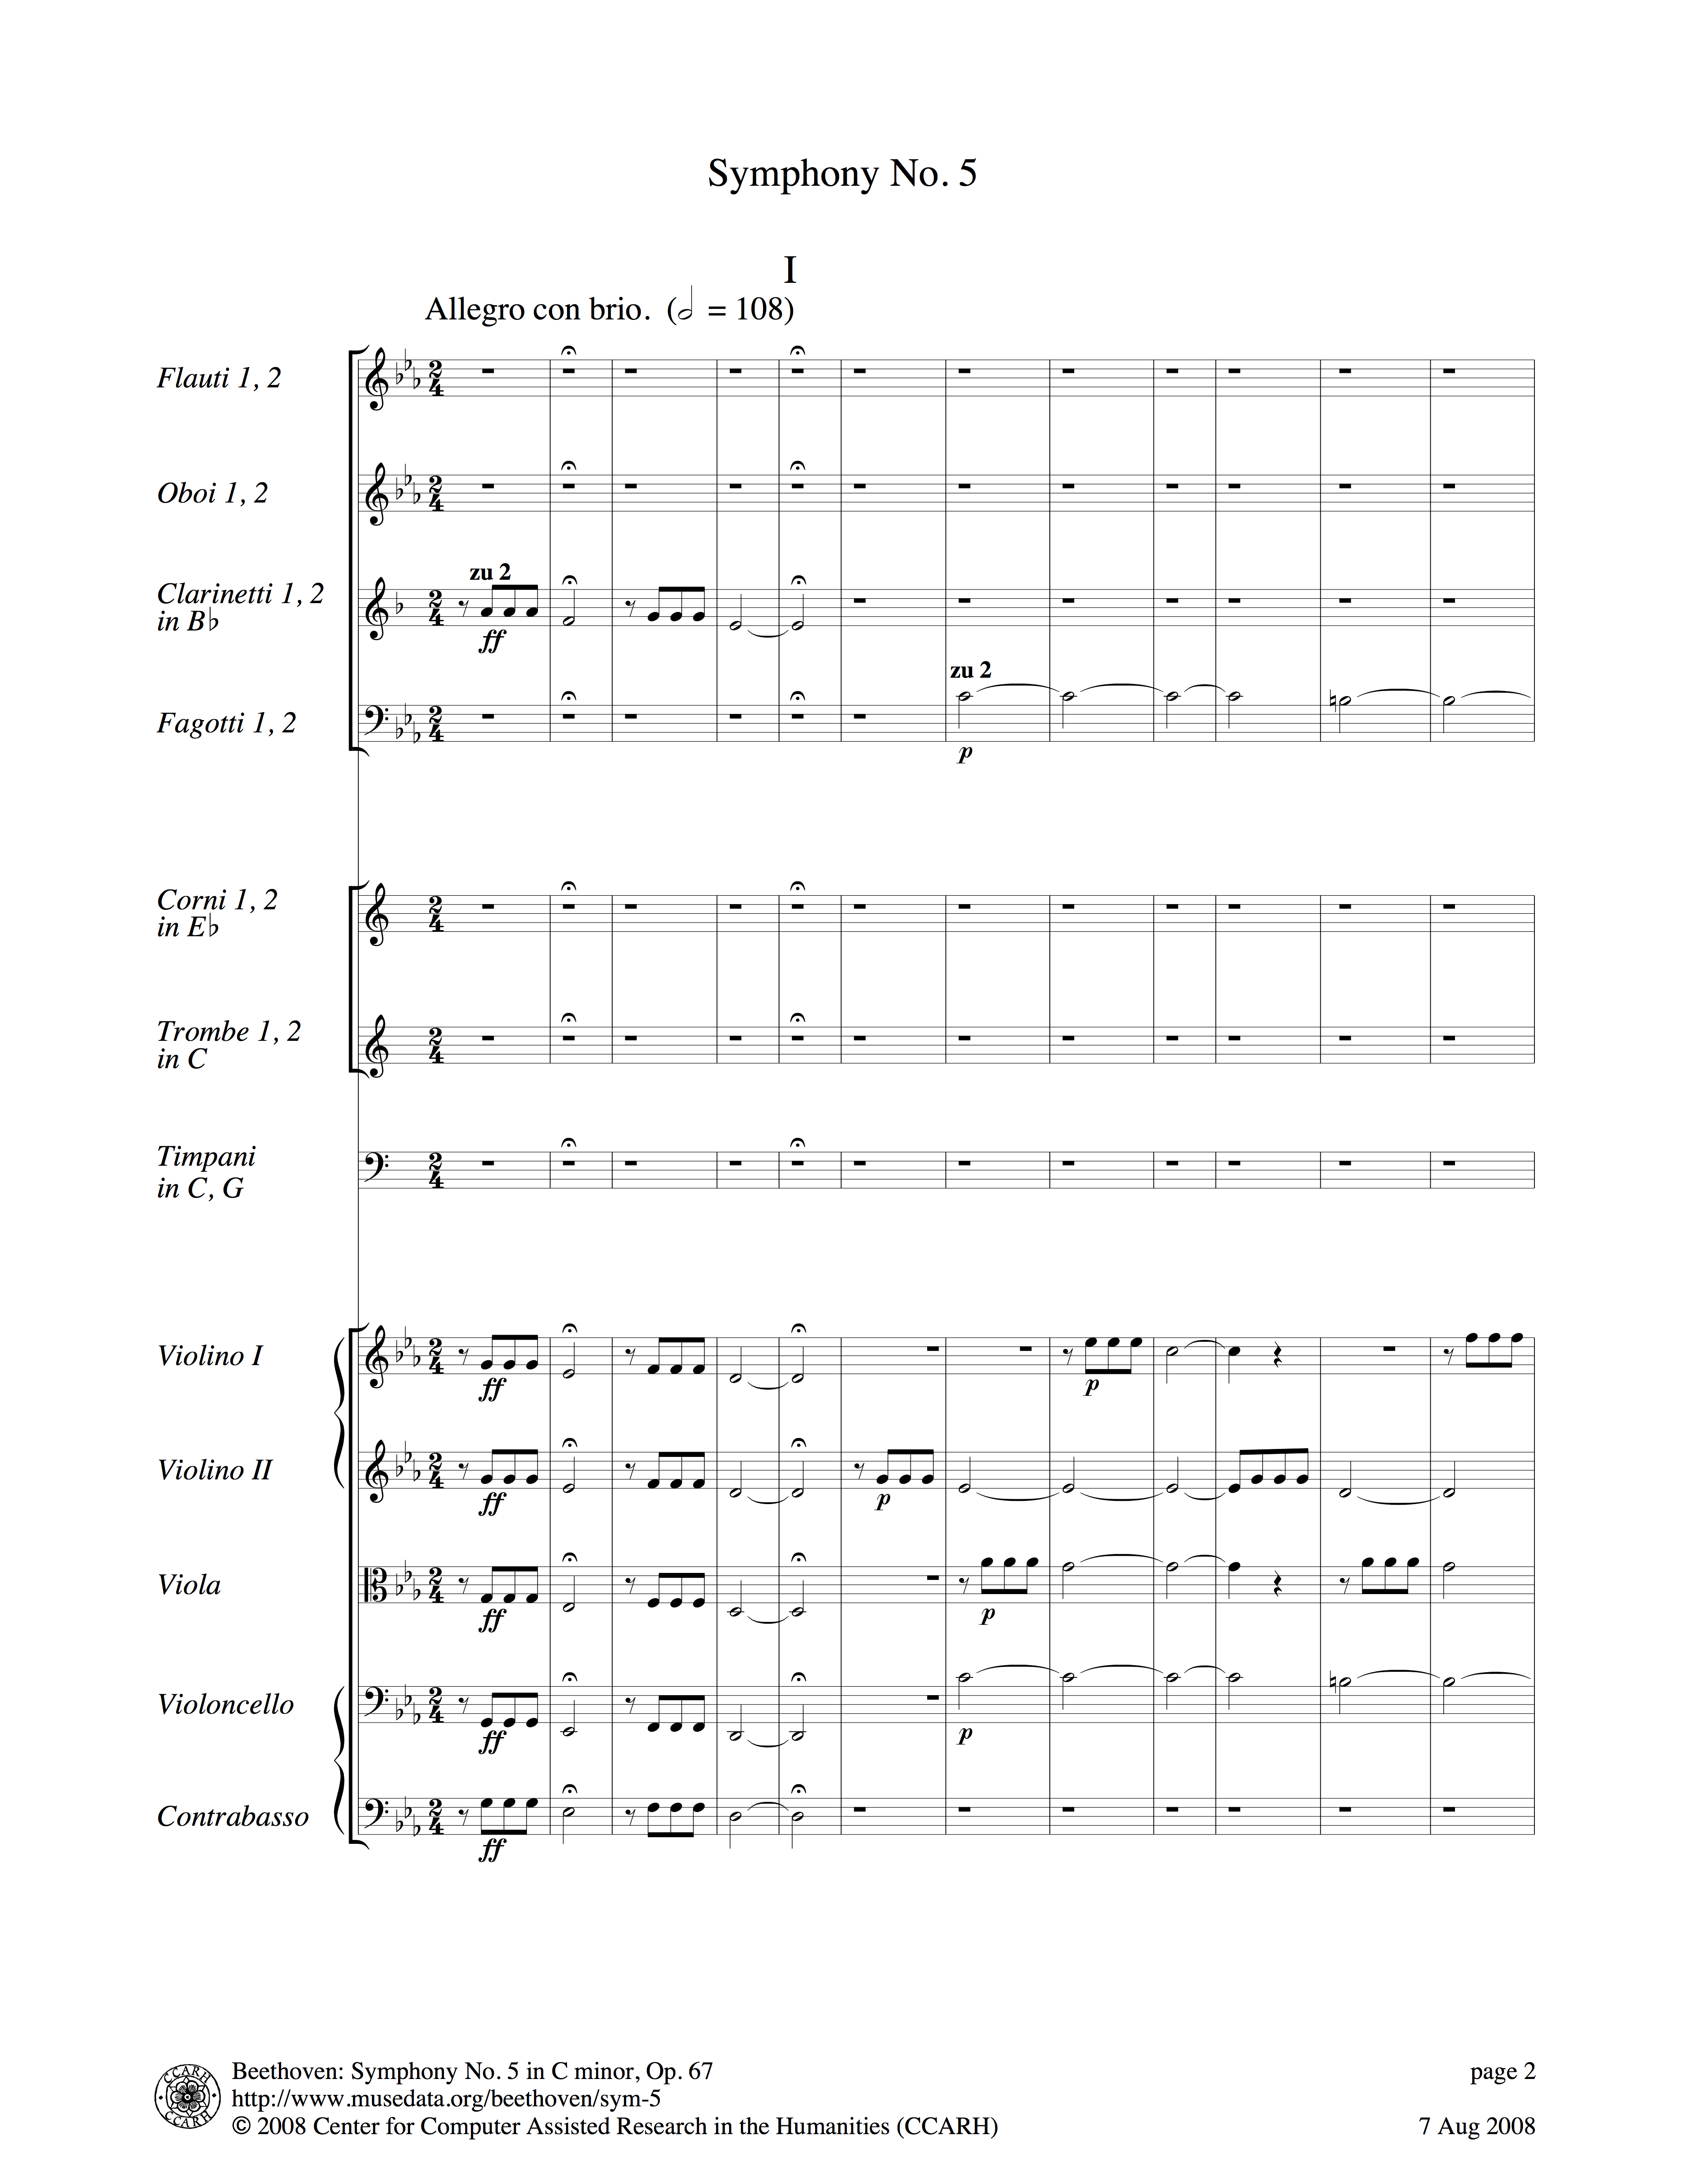 Symphony No. 5
I
Allegro con brio. (𝅗𝅥 = 108)
Flauti 1, 2
Oboi 1, 2
zu 2
Clarinetti 1, 2
in B♭
ff
zu 2
Fagotti 1, 2
p
Corni 1, 2
in E♭
Trombe 1, 2
in C
Timpani
in C, G
Violino I
ff p
Violino II
ff p
Viola
ff p
Violoncello
ff p
Contrabasso
ff
Beethoven: Symphony No. 5 in C minor, Op. 67 page 2
http://www.musedata.org/beethoven/sym-5
© 2008 Center for Computer Assisted Research in the Humanities (CCARH) 7 Aug 2008
CCARH
CCARH